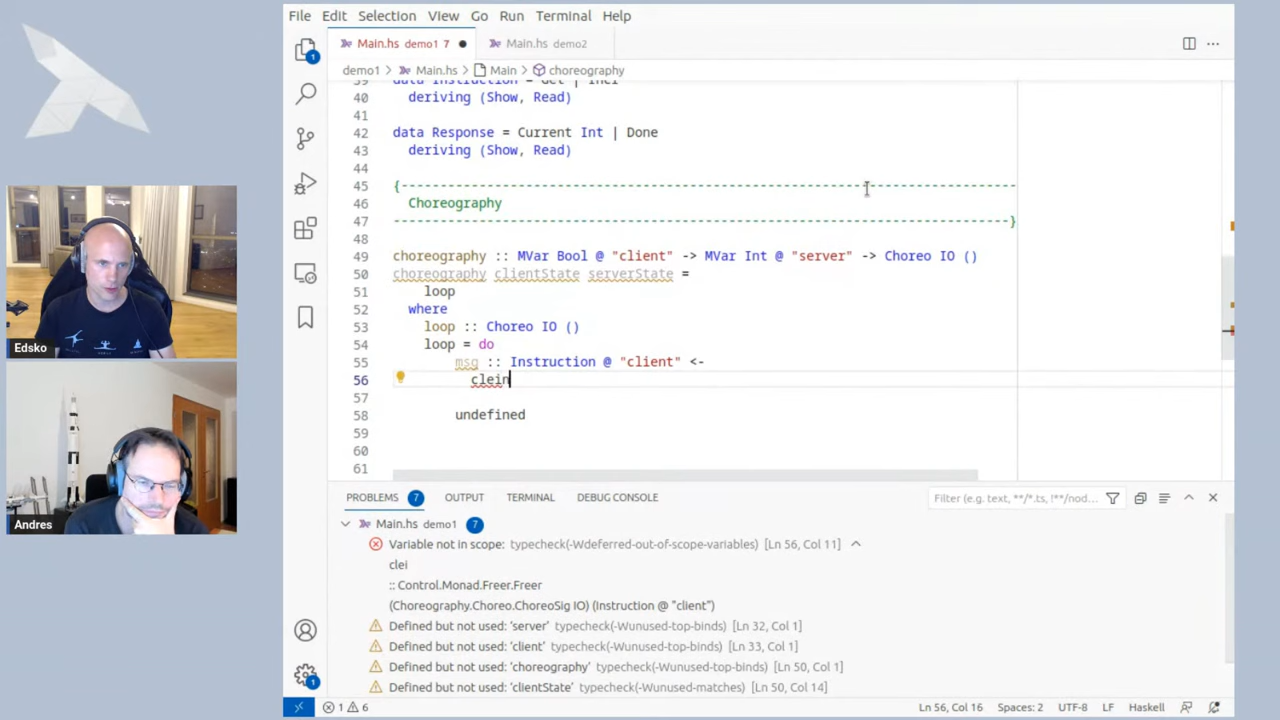 File Edit Selection View Go Run Terminal Help
Main.hs demo1 7 Main.hs demo2
demo1 > Main.hs > Main > choreography
39 data Instruction = Get | Incr
40 deriving (Show, Read)
41
42 data Response = Current Int | Done
43 deriving (Show, Read)
44
45 {--------------------------------------------------------------------------------
46 Choreography
47 --------------------------------------------------------------------------------}
48
49 choreography :: MVar Bool @ "client" -> MVar Int @ "server" -> Choreo IO ()
50 choreography clientState serverState =
51 loop
52 where
53 loop :: Choreo IO ()
54 loop = do
55 msg :: Instruction @ "client" <-
56 clein
57
58 undefined
59
60
61
Edsko
Andres
PROBLEMS 7 OUTPUT TERMINAL DEBUG CONSOLE Filter (e.g. text, **/*.ts, !**/nod...
Main.hs demo1 7
Variable not in scope: typecheck(-Wdeferred-out-of-scope-variables) [Ln 56, Col 11]
clei
:: Control.Monad.Freer.Freer
(Choreography.Choreo.ChoreoSig IO) (Instruction @ "client")
Defined but not used: ‘server’ typecheck(-Wunused-top-binds) [Ln 32, Col 1]
Defined but not used: ‘client’ typecheck(-Wunused-top-binds) [Ln 33, Col 1]
Defined but not used: ‘choreography’ typecheck(-Wunused-top-binds) [Ln 50, Col 1]
Defined but not used: ‘clientState’ typecheck(-Wunused-matches) [Ln 50, Col 14]
1 6 Ln 56, Col 16 Spaces: 2 UTF-8 LF Haskell